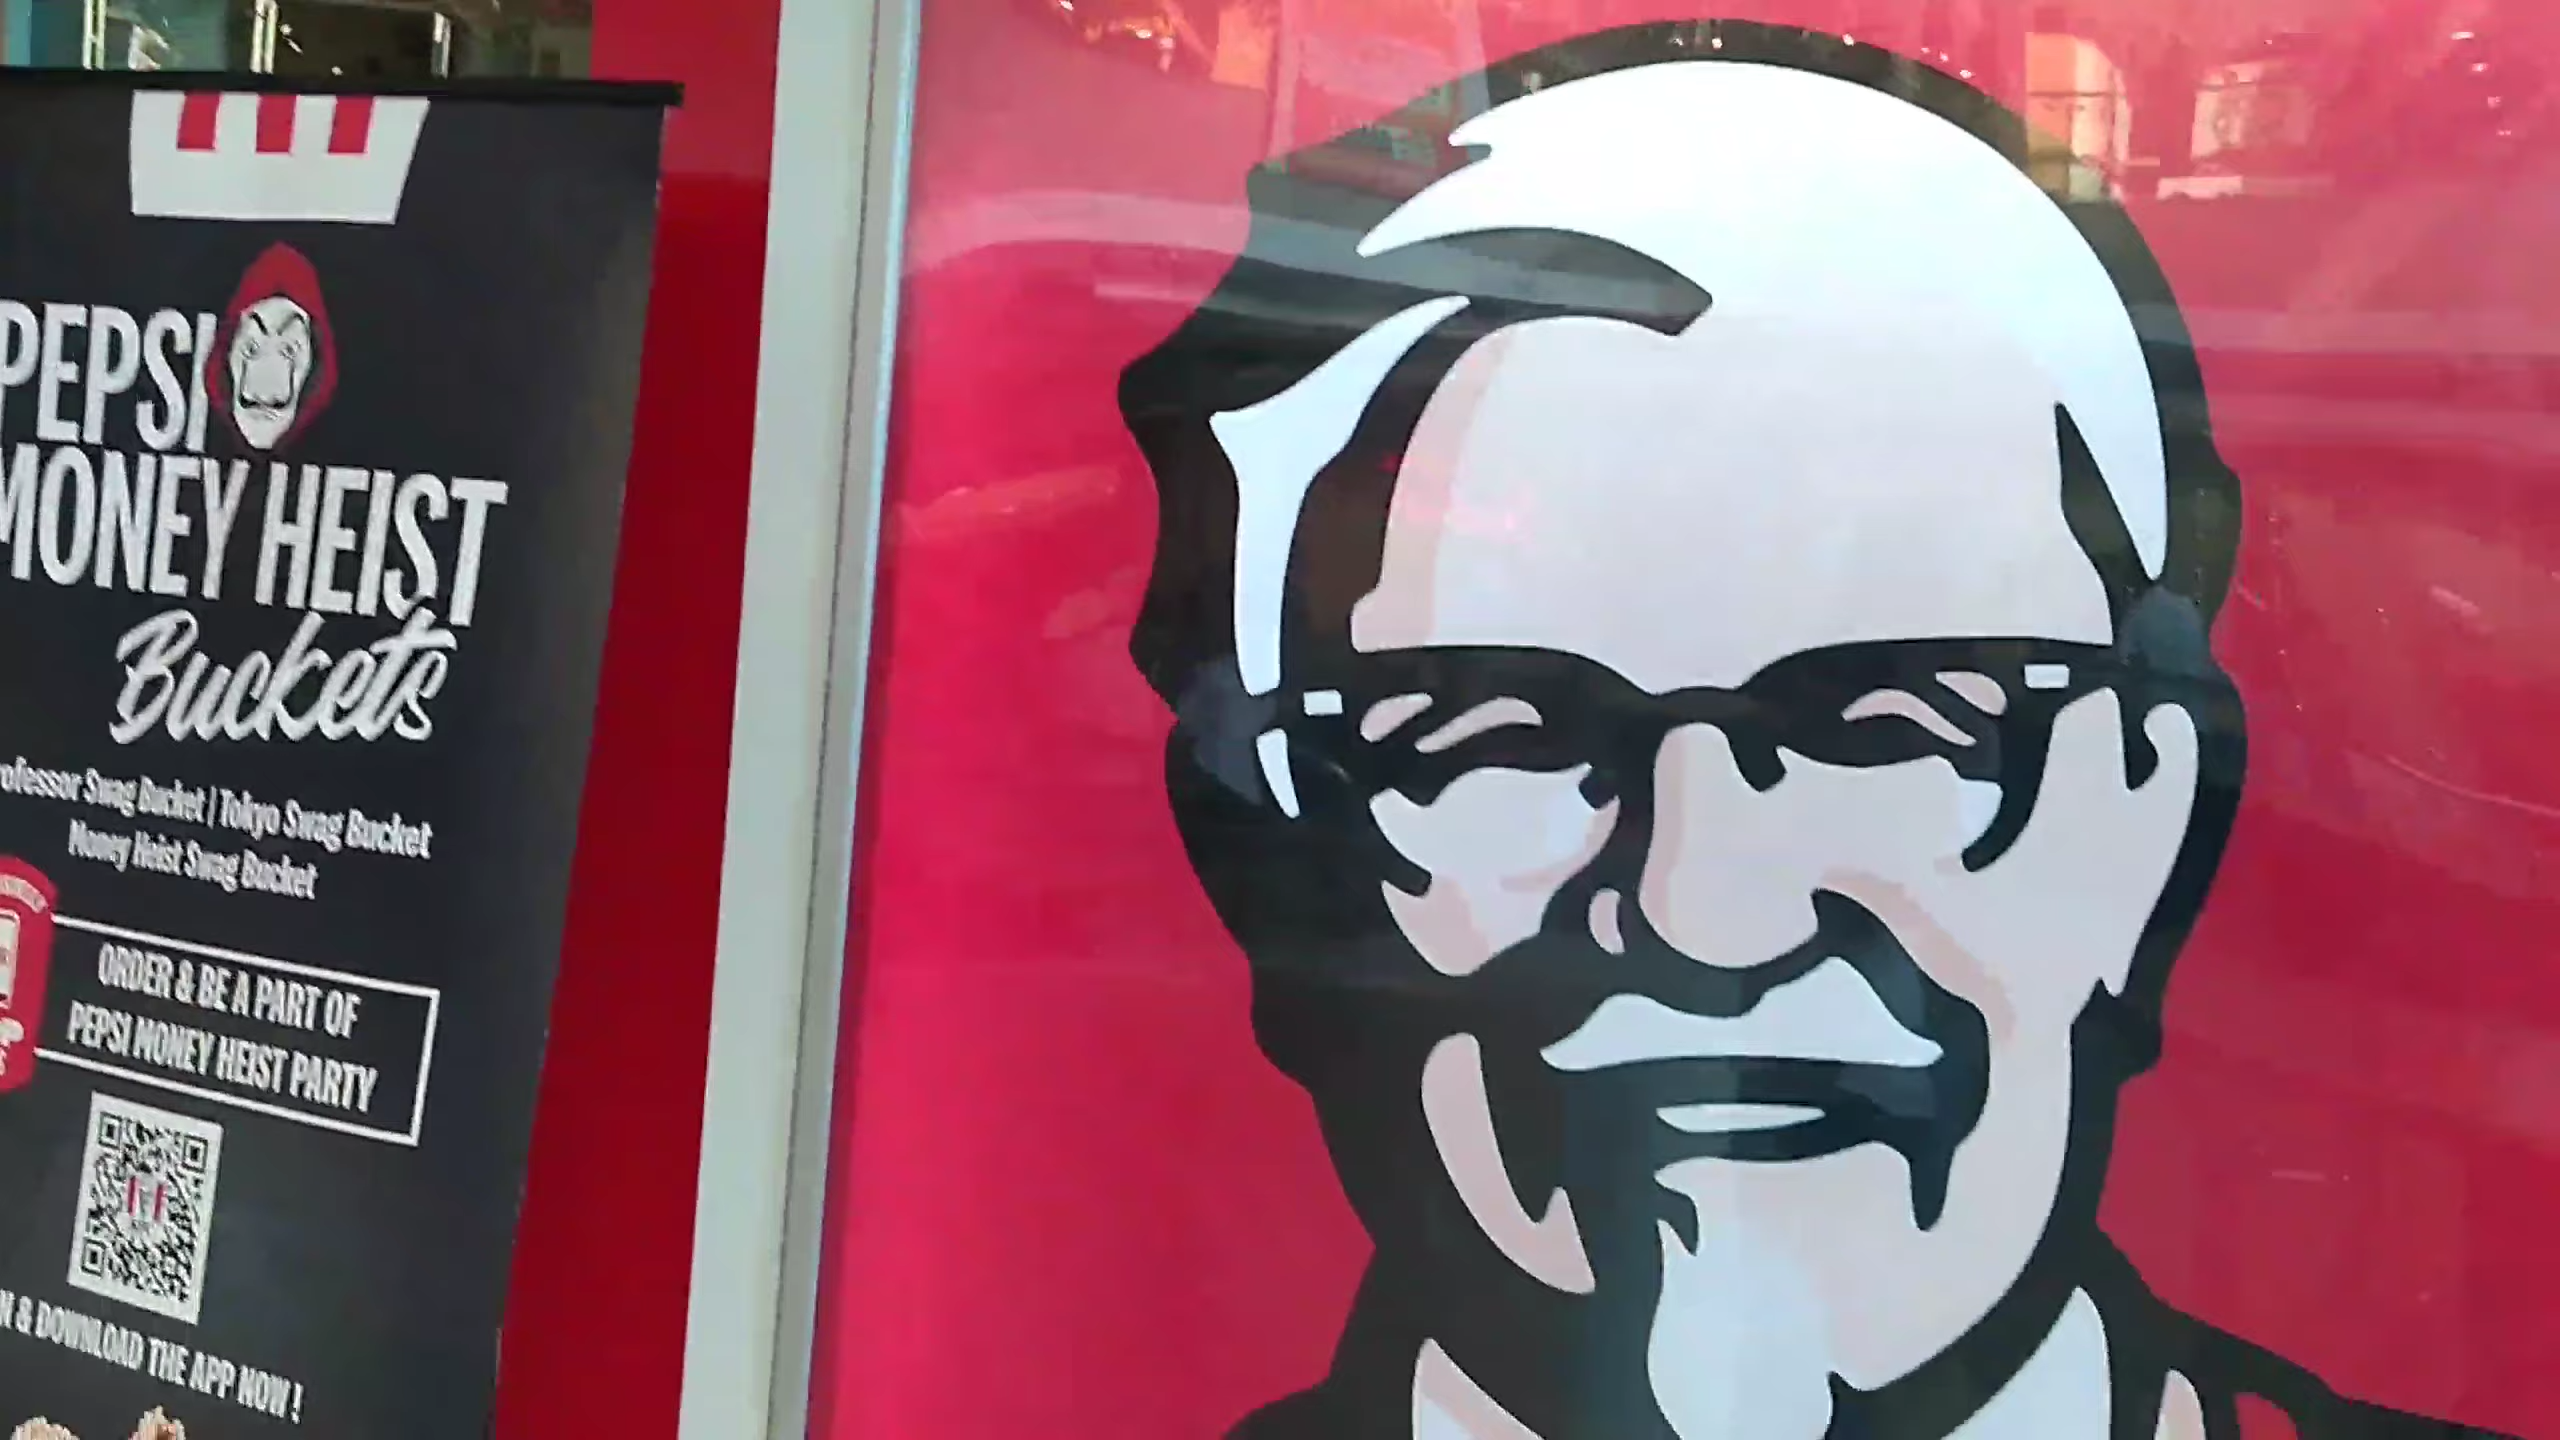 PEPSI
MONEY HEIST
Buckets
Swag Bucket | Tokyo Swag Bucket
Money Heist Swag Bucket
ORDER & BE A PART OF
PEPSI MONEY HEIST PARTY
& DOWNLOAD THE APP NOW !